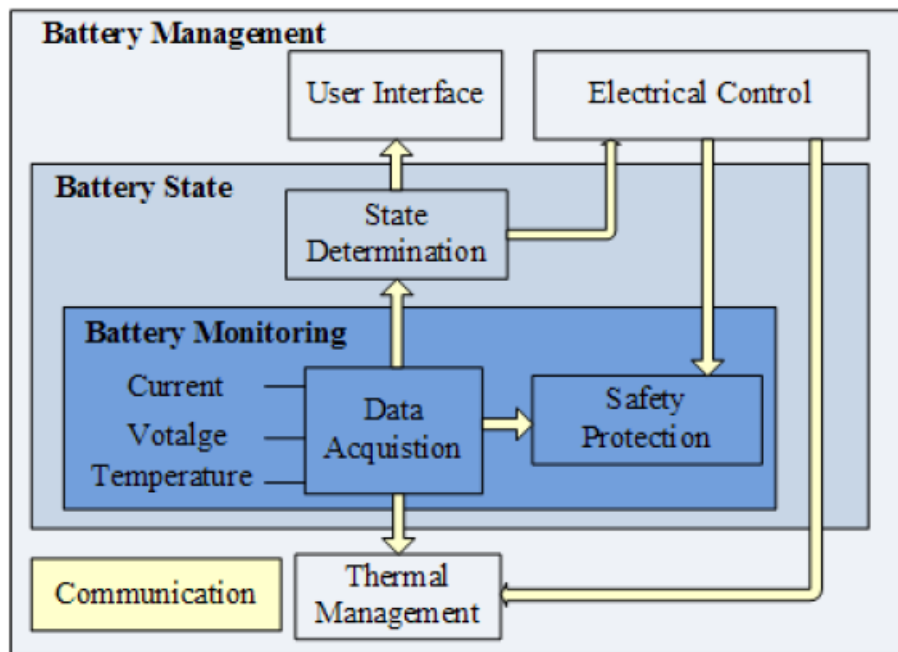 Battery Management
User Interface
Electrical Control
Battery State
State
Determination
Battery Monitoring
Current
Votalge
Temperature
Data
Acquistion
Safety
Protection
Communication
Thermal
Management